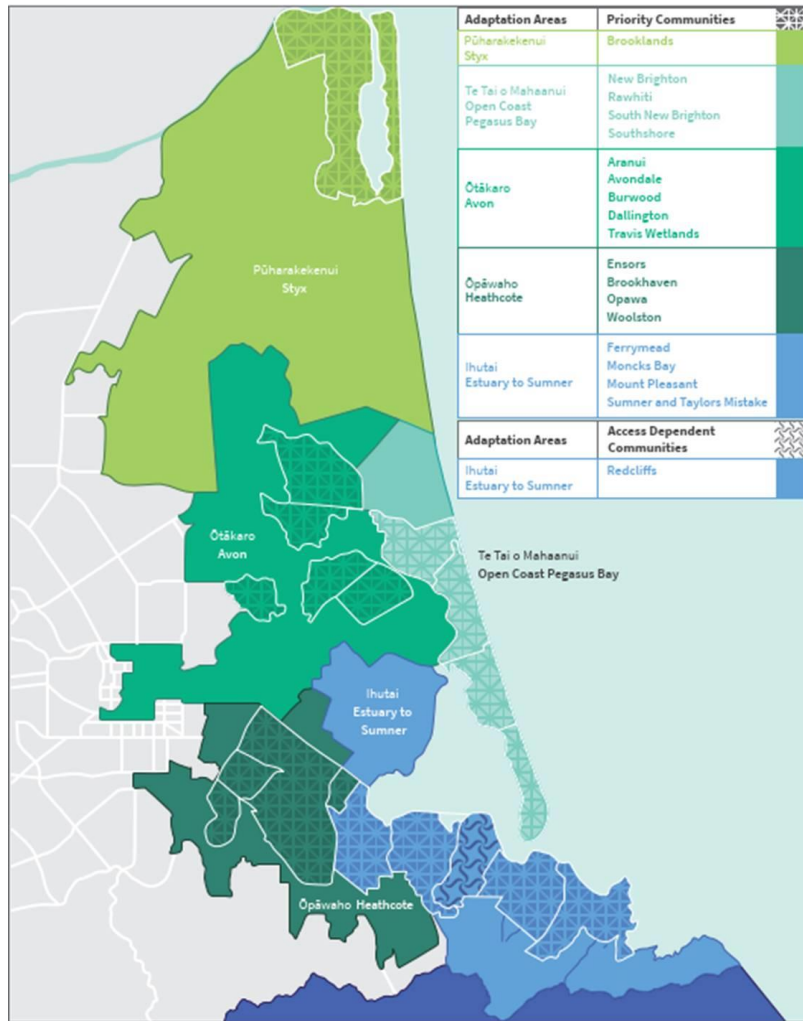 Adaptation Areas
Priority Communities
Pūharakekenui
Styx
Brooklands
Te Tai o Mahaanui
Open Coast
Pegasus Bay
New Brighton
Rawhiti
South New Brighton
Southshore
Ōtākaro
Avon
Aranui
Avondale
Burwood
Dallington
Travis Wetlands
Ōpāwaho
Heathcote
Ensors
Brookhaven
Opawa
Woolston
Ihutai
Estuary to Sumner
Ferrymead
Moncks Bay
Mount Pleasant
Sumner and Taylors Mistake
Adaptation Areas
Access Dependent
Communities
Ihutai
Estuary to Sumner
Redcliffs
Pūharakekenui
Styx
Ōtākaro
Avon
Te Tai o Mahaanui
Open Coast Pegasus Bay
Ihutai
Estuary to
Sumner
Ōpāwaho Heathcote